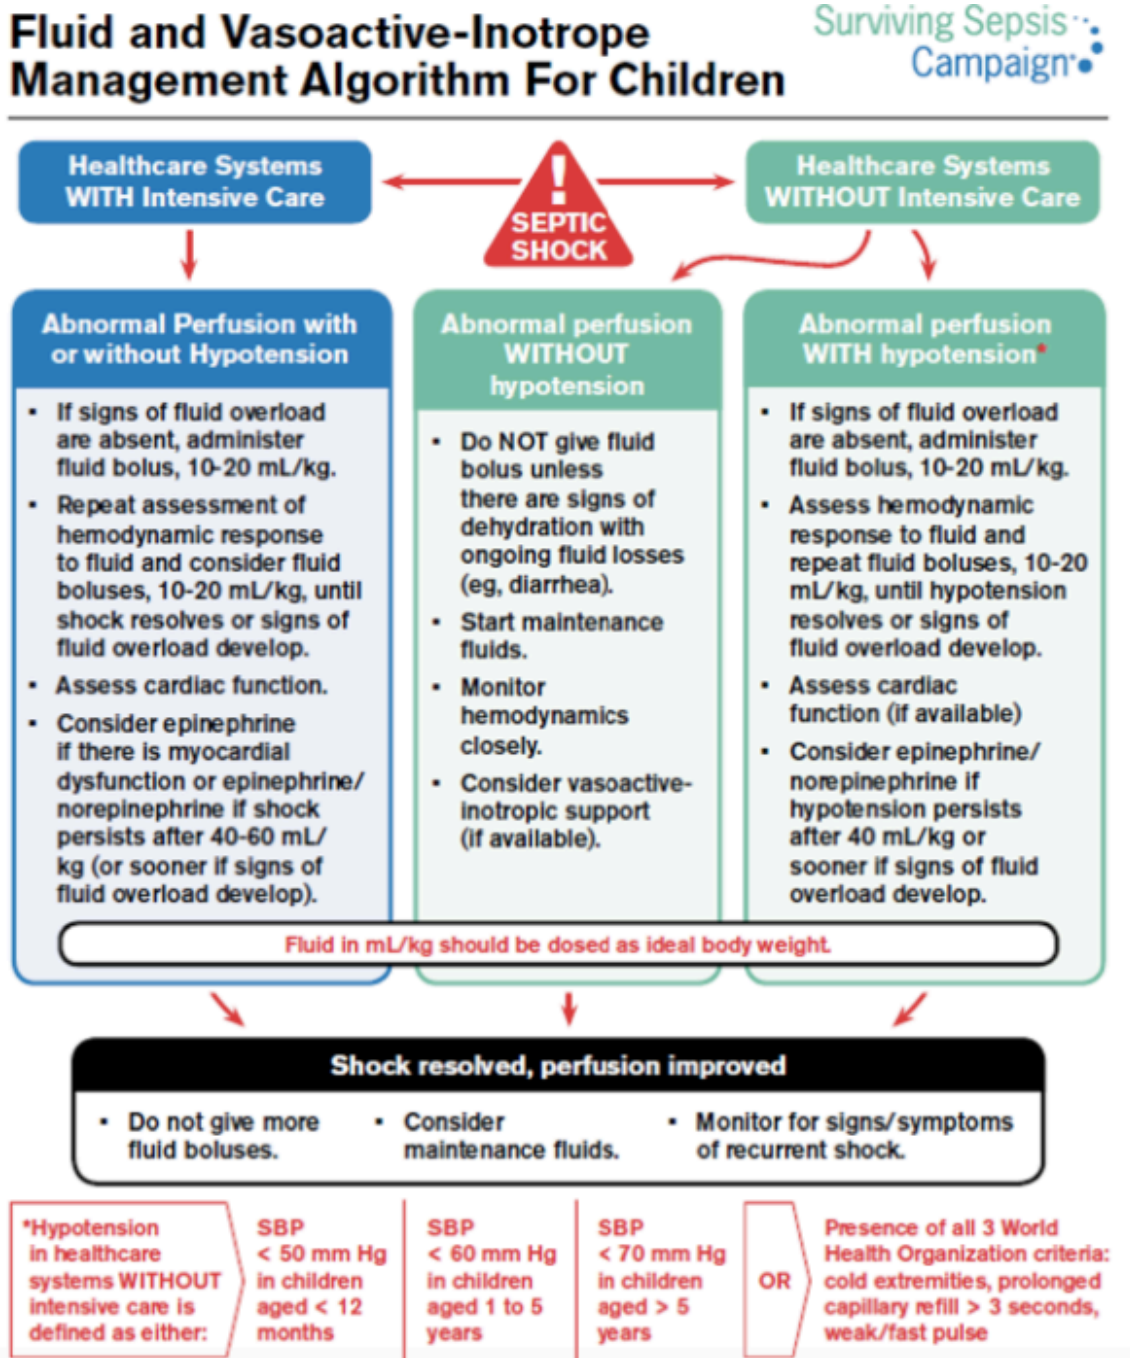 Fluid and Vasoactive-Inotrope
Management Algorithm For Children
Surviving Sepsis
Campaign
Healthcare Systems
WITH Intensive Care
!
SEPTIC
SHOCK
Healthcare Systems
WITHOUT Intensive Care
Abnormal Perfusion with
or without Hypotension
▪ If signs of fluid overload
are absent, administer
fluid bolus, 10-20 mL/kg.
▪ Repeat assessment of
hemodynamic response
to fluid and consider fluid
boluses, 10-20 mL/kg, until
shock resolves or signs of
fluid overload develop.
▪ Assess cardiac function.
▪ Consider epinephrine
if there is myocardial
dysfunction or epinephrine/
norepinephrine if shock
persists after 40-60 mL/
kg (or sooner if signs of
fluid overload develop).
Abnormal perfusion
WITHOUT
hypotension
▪ Do NOT give fluid
bolus unless
there are signs of
dehydration with
ongoing fluid losses
(eg, diarrhea).
▪ Start maintenance
fluids.
▪ Monitor
hemodynamics
closely.
▪ Consider vasoactive-
inotropic support
(if available).
Abnormal perfusion
WITH hypotension*
▪ If signs of fluid overload
are absent, administer
fluid bolus, 10-20 mL/kg.
▪ Assess hemodynamic
response to fluid and
repeat fluid boluses, 10-20
mL/kg, until hypotension
resolves or signs of
fluid overload develop.
▪ Assess cardiac
function (if available)
▪ Consider epinephrine/
norepinephrine if
hypotension persists
after 40 mL/kg or
sooner if signs of fluid
overload develop.
Fluid in mL/kg should be dosed as ideal body weight.
Shock resolved, perfusion improved
▪ Do not give more
fluid boluses.
▪ Consider
maintenance fluids.
▪ Monitor for signs/symptoms
of recurrent shock.
*Hypotension
in healthcare
systems WITHOUT
intensive care is
defined as either:
SBP
< 50 mm Hg
in children
aged < 12
months
SBP
< 60 mm Hg
in children
aged 1 to 5
years
SBP
< 70 mm Hg
in children
aged > 5
years
OR
Presence of all 3 World
Health Organization criteria:
cold extremities, prolonged
capillary refill > 3 seconds,
weak/fast pulse